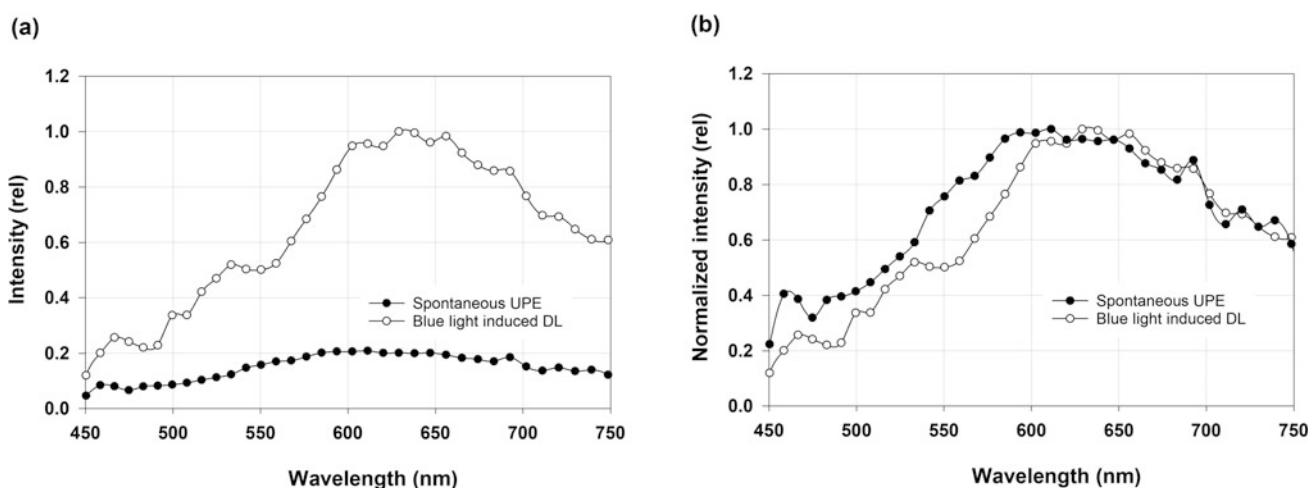 (a)
Intensity (rel)
1.2
1.0
0.8
0.6
0.4
0.2
0.0
Spontaneous UPE
Blue light induced DL
450 500 550 600 650 700 750
Wavelength (nm)
(b)
Normalized intensity (rel)
1.2
1.0
0.8
0.6
0.4
0.2
0.0
Spontaneous UPE
Blue light induced DL
450 500 550 600 650 700 750
Wavelength (nm)